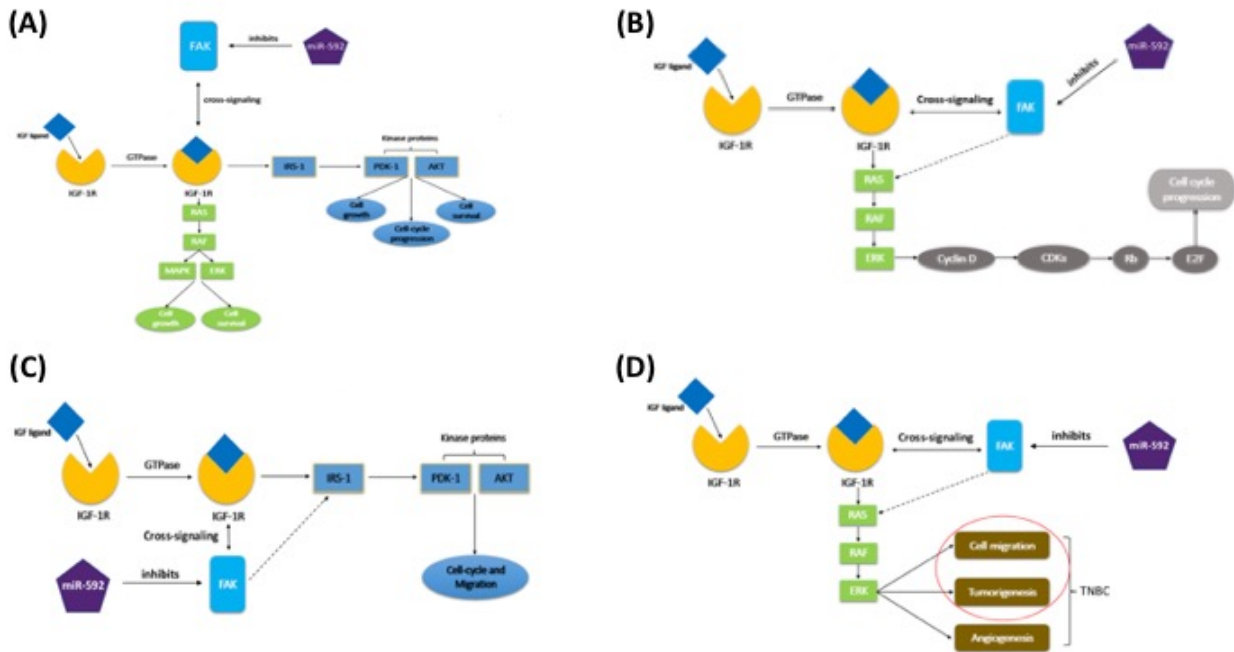 (A)
FAK
inhibits
miR-592
cross-signaling
IGF ligand
IGF-1R
GTPase
IGF-1R
IRS-1
Kinase proteins
PDK-1
AKT
Cell
growth
Cell-cycle
progression
Cell
survival
RAS
RAF
MAPK
ERK
Cell
growth
Cell
survival
(B)
IGF ligand
IGF-1R
GTPase
IGF-1R
Cross-signaling
FAK
inhibits
miR-592
RAS
RAF
ERK
Cyclin D
CDKs
Rb
E2F
Cell cycle
progression
(C)
IGF ligand
IGF-1R
GTPase
IGF-1R
IRS-1
Kinase proteins
PDK-1
AKT
Cross-signaling
miR-592
inhibits
FAK
Cell-cycle and
Migration
(D)
IGF ligand
IGF-1R
GTPase
IGF-1R
Cross-signaling
FAK
inhibits
miR-592
RAS
RAF
ERK
Cell migration
Tumorigenesis
Angiogenesis
TNBC